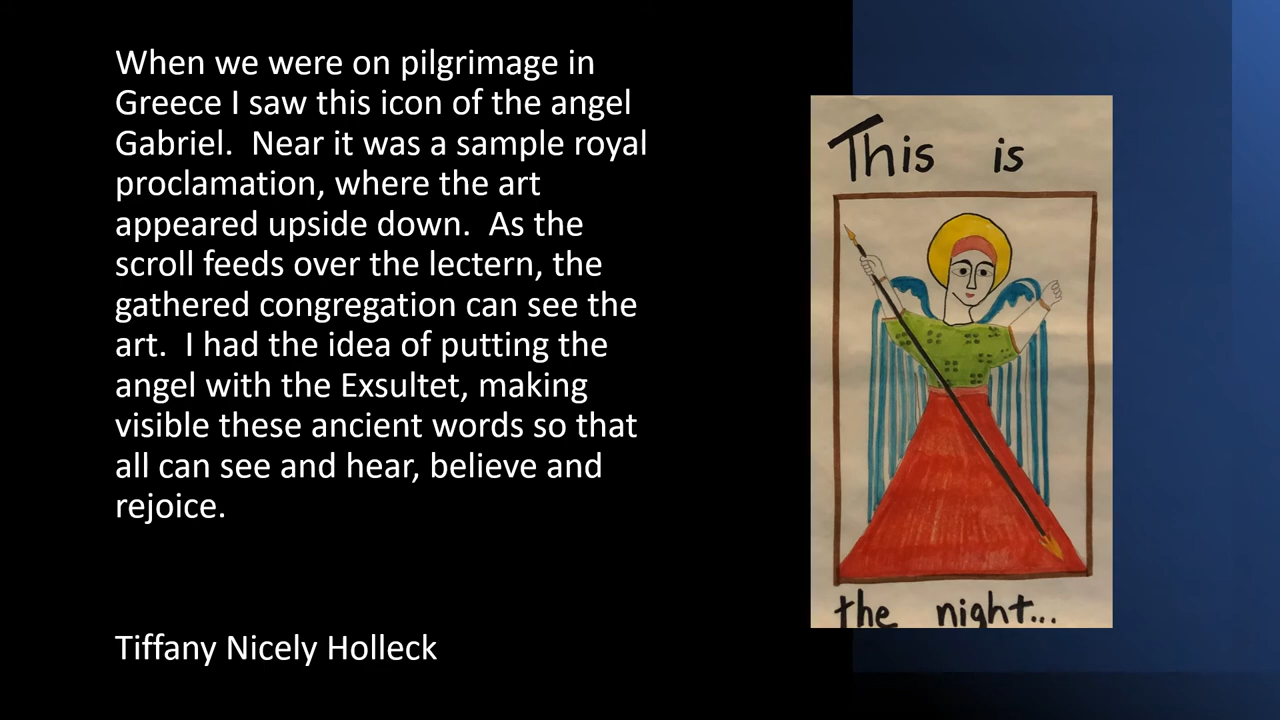 When we were on pilgrimage in
Greece I saw this icon of the angel
Gabriel.  Near it was a sample royal
proclamation, where the art
appeared upside down.  As the
scroll feeds over the lectern, the
gathered congregation can see the
art.  I had the idea of putting the
angel with the Exsultet, making
visible these ancient words so that
all can see and hear, believe and
rejoice.
Tiffany Nicely Holleck
This is
the night...